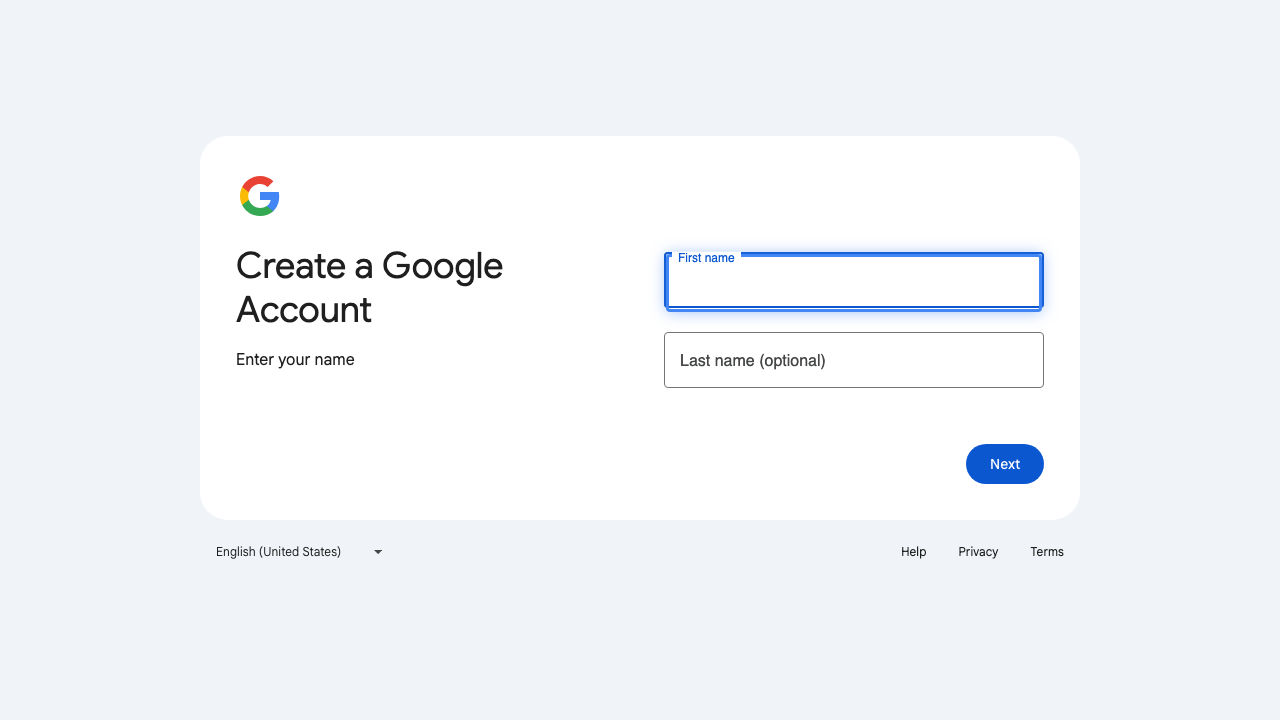 Create a Google
Account
Enter your name
First name
Last name (optional)
Next
English (United States)
Help
Privacy
Terms